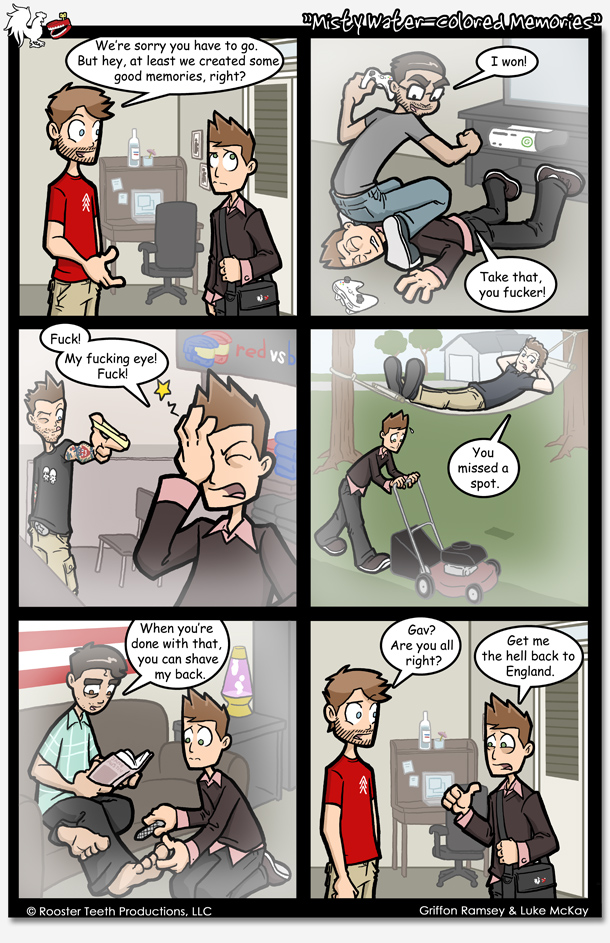 "Misty Water-colored Memories"
We're sorry you have to go.
But hey, at least we created some
good memories, right?
I won!
Take that,
you fucker!
Fuck!
My fucking eye!
Fuck!
red vs b
You
missed a
spot.
When you're
done with that,
you can shave
my back.
Gav?
Are you all
right?
Get me
the hell back to
England.
© Rooster Teeth Productions, LLC
Griffon Ramsey & Luke McKay